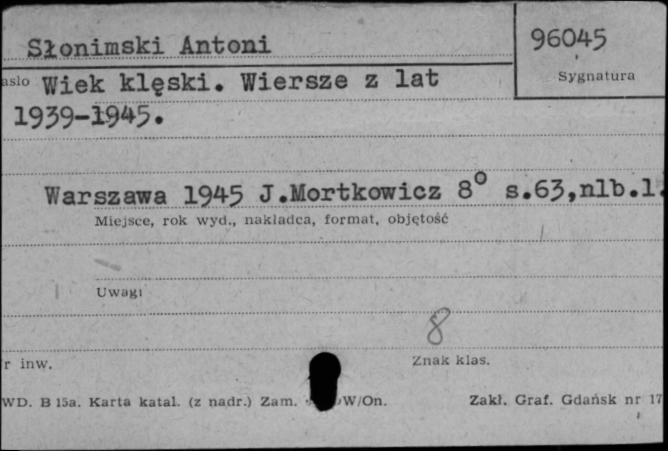 Słonimski Antoni
96045
Sygnatura
asło Wiek klęski. Wiersze z lat
1939-1945.
Warszawa 1945 J.Mortkowicz 8° s.63,nlb.1.
Miejsce, rok wyd., nakładca, format, objętość
Uwagi
8
r inw.
Znak klas.
WD. B 15a. Karta katal. (z nadr.) Zam. W/On.
Zakł. Graf. Gdańsk nr 17